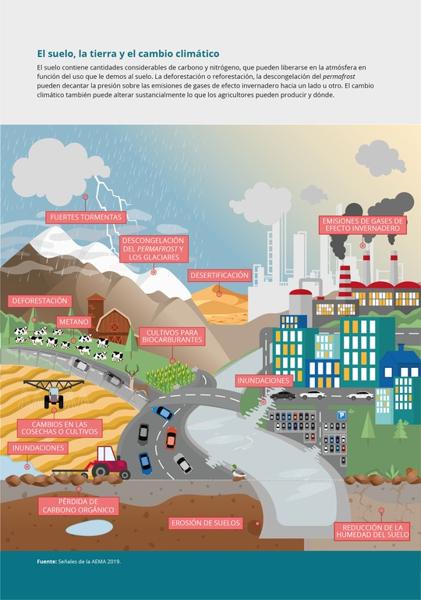 El suelo, la tierra y el cambio climático
El suelo contiene cantidades considerables de carbono y nitrógeno, que pueden liberarse en la atmósfera en
función del uso que le demos al suelo. La deforestación o reforestación, la descongelación del permafrost
pueden decantar la presión sobre las emisiones de gases de efecto invernadero hacia un lado u otro. El cambio
climático también puede alterar sustancialmente lo que los agricultores pueden producir y dónde.
FUERTES TORMENTAS
EMISIONES DE GASES DE
EFECTO INVERNADERO
DESCONGELACIÓN
DEL PERMAFROST Y
LOS GLACIARES
DESERTIFICACIÓN
DEFORESTACIÓN
METANO
CULTIVOS PARA
BIOCARBURANTES
INUNDACIONES
P
CAMBIOS EN LAS
COSECHAS O CULTIVOS
INUNDACIONES
PÉRDIDA DE
CARBONO ORGÁNICO
EROSIÓN DE SUELOS
REDUCCIÓN DE LA
HUMEDAD DEL SUELO
Fuente: Señales de la AEMA 2019.